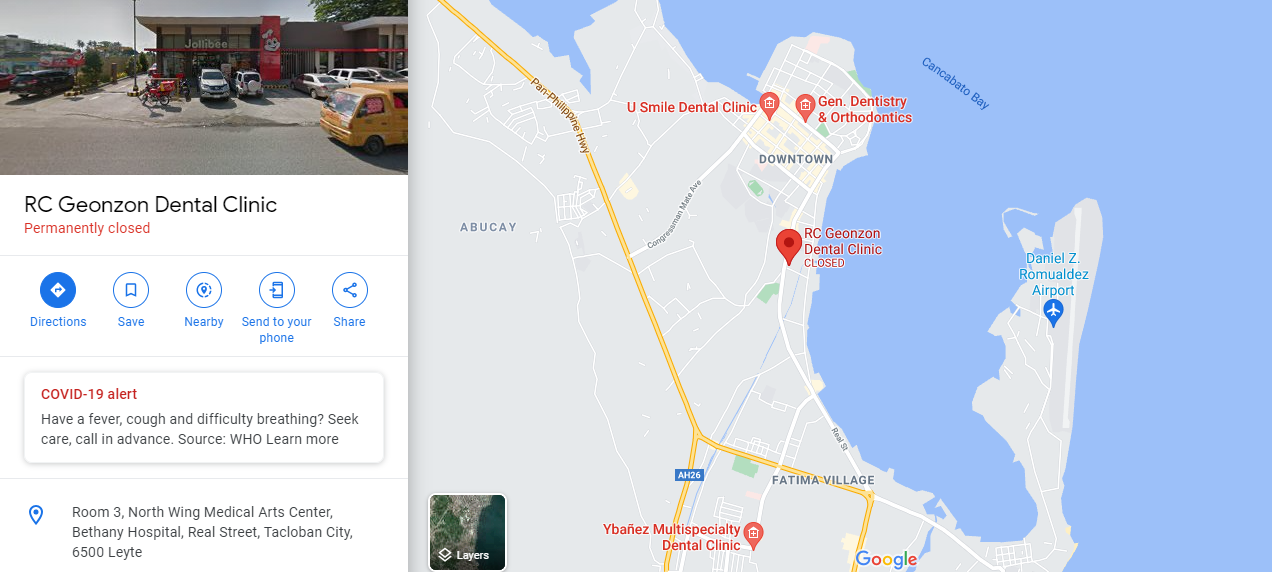 Jollibee
RC Geonzon Dental Clinic
Permanently closed
Directions
Save
Nearby
Send to your
phone
Share
COVID-19 alert
Have a fever, cough and difficulty breathing? Seek
care, call in advance. Source: WHO Learn more
Room 3, North Wing Medical Arts Center,
Bethany Hospital, Real Street, Tacloban City,
6500 Leyte
Pan-Philippine Hwy
Cancabato Bay
U Smile Dental Clinic
Gen. Dentistry
& Orthodontics
DOWNTOWN
Congressman Mate Ave
ABUCAY
RC Geonzon
Dental Clinic
CLOSED
Daniel Z.
Romualdez
Airport
Real St
AH26
FATIMA VILLAGE
Ybañez Multispecialty
Dental Clinic
Layers
Google